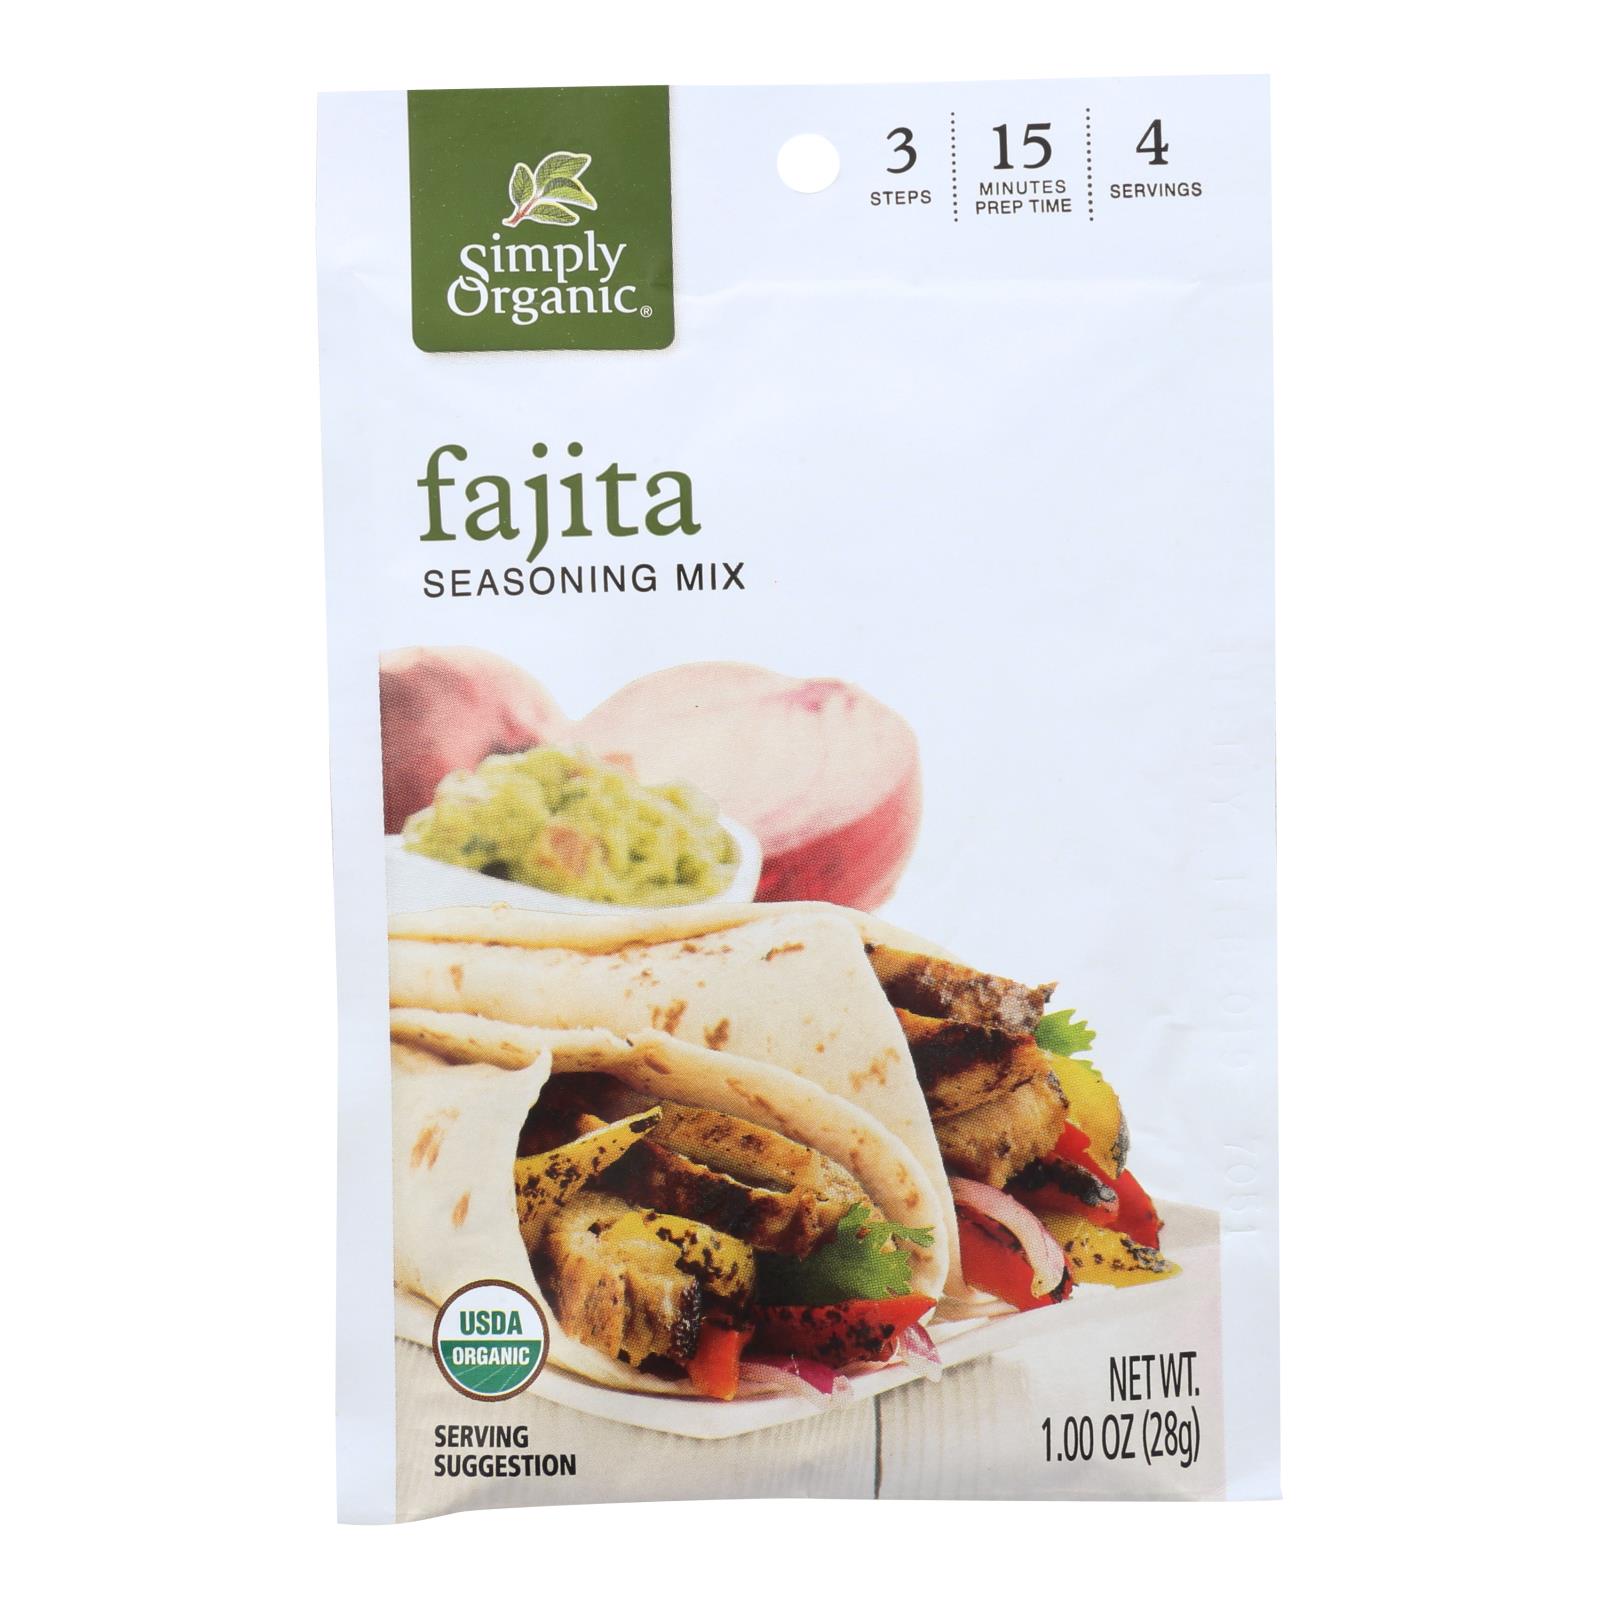 Simply
Organic®
3
STEPS
15
MINUTES
PREP TIME
4
SERVINGS
fajita
SEASONING MIX
USDA
ORGANIC
SERVING
SUGGESTION
NET WT.
1.00 OZ (28g)